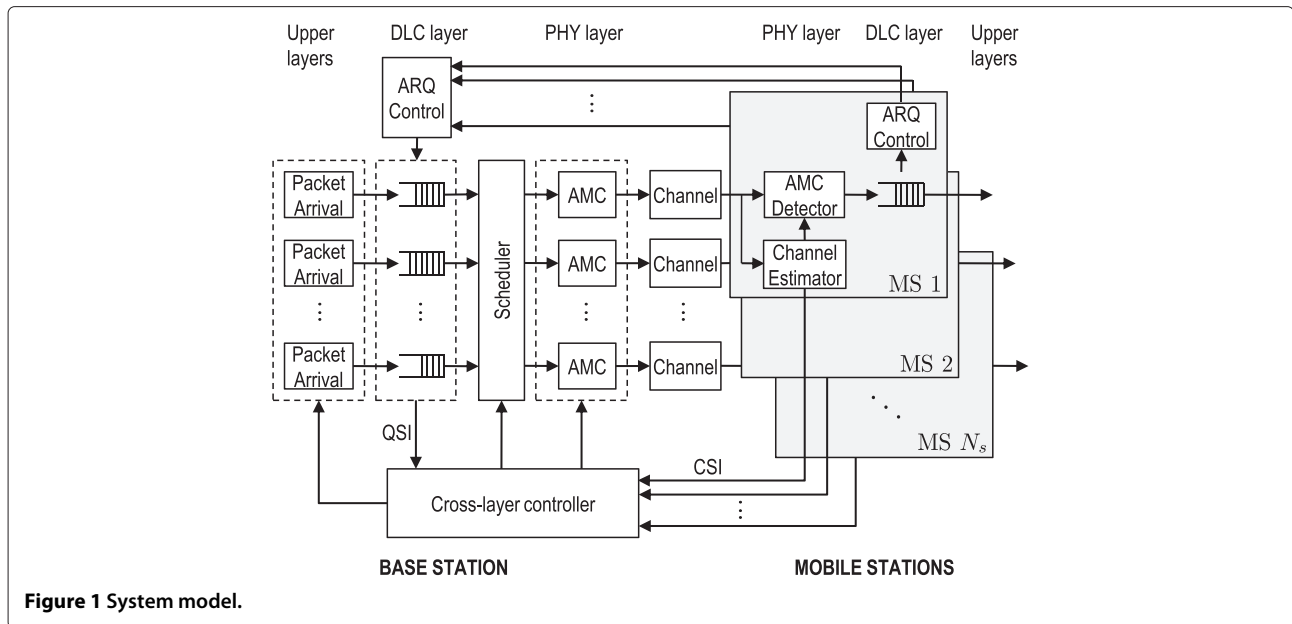 Upper
layers
DLC layer
PHY layer
PHY layer
DLC layer
Upper
layers
ARQ
Control
⋮
ARQ
Control
Packet
Arrival
AMC
Channel
AMC
Detector
Packet
Arrival
Scheduler
AMC
Channel
Channel
Estimator
MS 1
⋮
⋮
⋮
⋮
Packet
Arrival
AMC
Channel
MS 2
⋱
MS Ns
QSI
CSI
Cross-layer controller
⋮
BASE STATION
MOBILE STATIONS
Figure 1 System model.